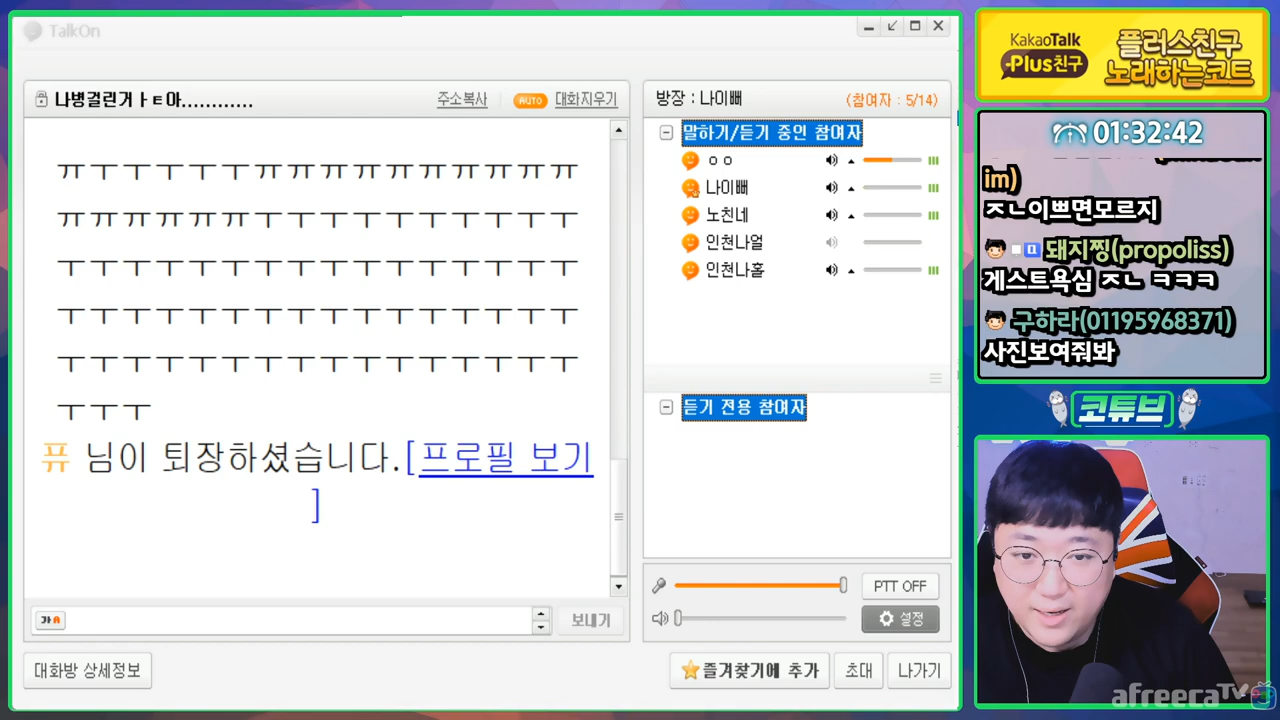 TalkOn
나병걸린거ㅏㅌ아............
주소복사
AUTO 대화지우기
ㅠㅜㅜㅜㅜㅜㅠㅠㅠㅠㅠㅠㅠㅠㅠㅠ
ㅠㅠㅠㅠㅠㅠㅜㅜㅜㅜㅜㅜㅜㅜㅜㅜ
ㅜㅜㅜㅜㅜㅜㅜㅜㅜㅜㅜㅜㅜㅜㅜㅜ
ㅜㅜㅜㅜㅜㅜㅜㅜㅜㅜㅜㅜㅜㅜㅜㅜ
ㅜㅜㅜㅜㅜㅜㅜㅜㅜㅜㅜㅜㅜㅜㅜㅜ
ㅜㅜㅜ
퓨 님이 퇴장하셨습니다.[프로필 보기
]
가A
보내기
대화방 상세정보
방장 : 나이뻐
(참여자 : 5/14)
말하기/듣기 중인 참여자
ㅇㅇ
나이뻐
노친네
인천나얼
인천나홀
듣기 전용 참여자
PTT OFF
설정
즐겨찾기에 추가
초대
나가기
KakaoTalk
Plus친구
플러스친구
노래하는코트
01:32:42
im)
ㅈㄴ이쁘면모르지
돼지찡(propoliss)
게스트욕심 ㅈㄴ ㅋㅋㅋ
구하라(01195968371)
사진보여줘봐
코튜브
afreecaTV